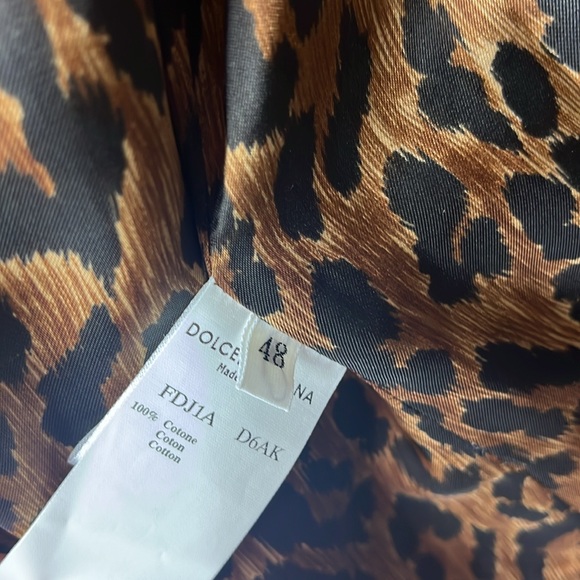 48
DOLCE NA
Made
FDJ1A D6AK
100% Cotone
Coton
Cotton